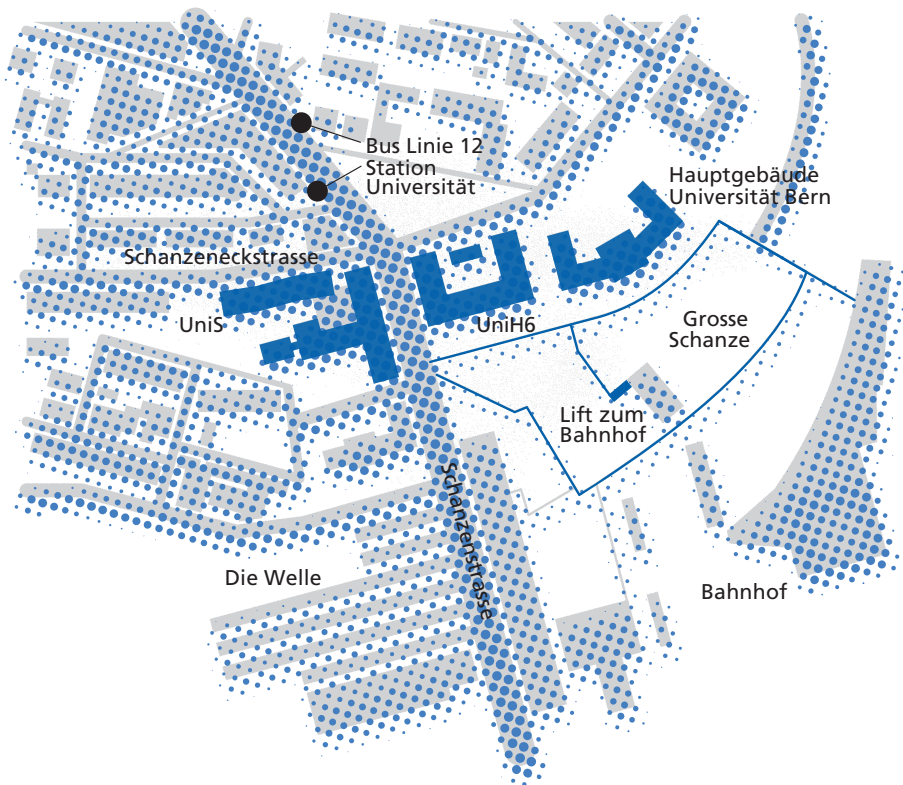 Bus Linie 12
Station
Universität
Hauptgebäude
Universität Bern
Schanzeneckstrasse
UniS
UniH6
Grosse
Schanze
Lift zum
Bahnhof
Schanzenstrasse
Die Welle
Bahnhof